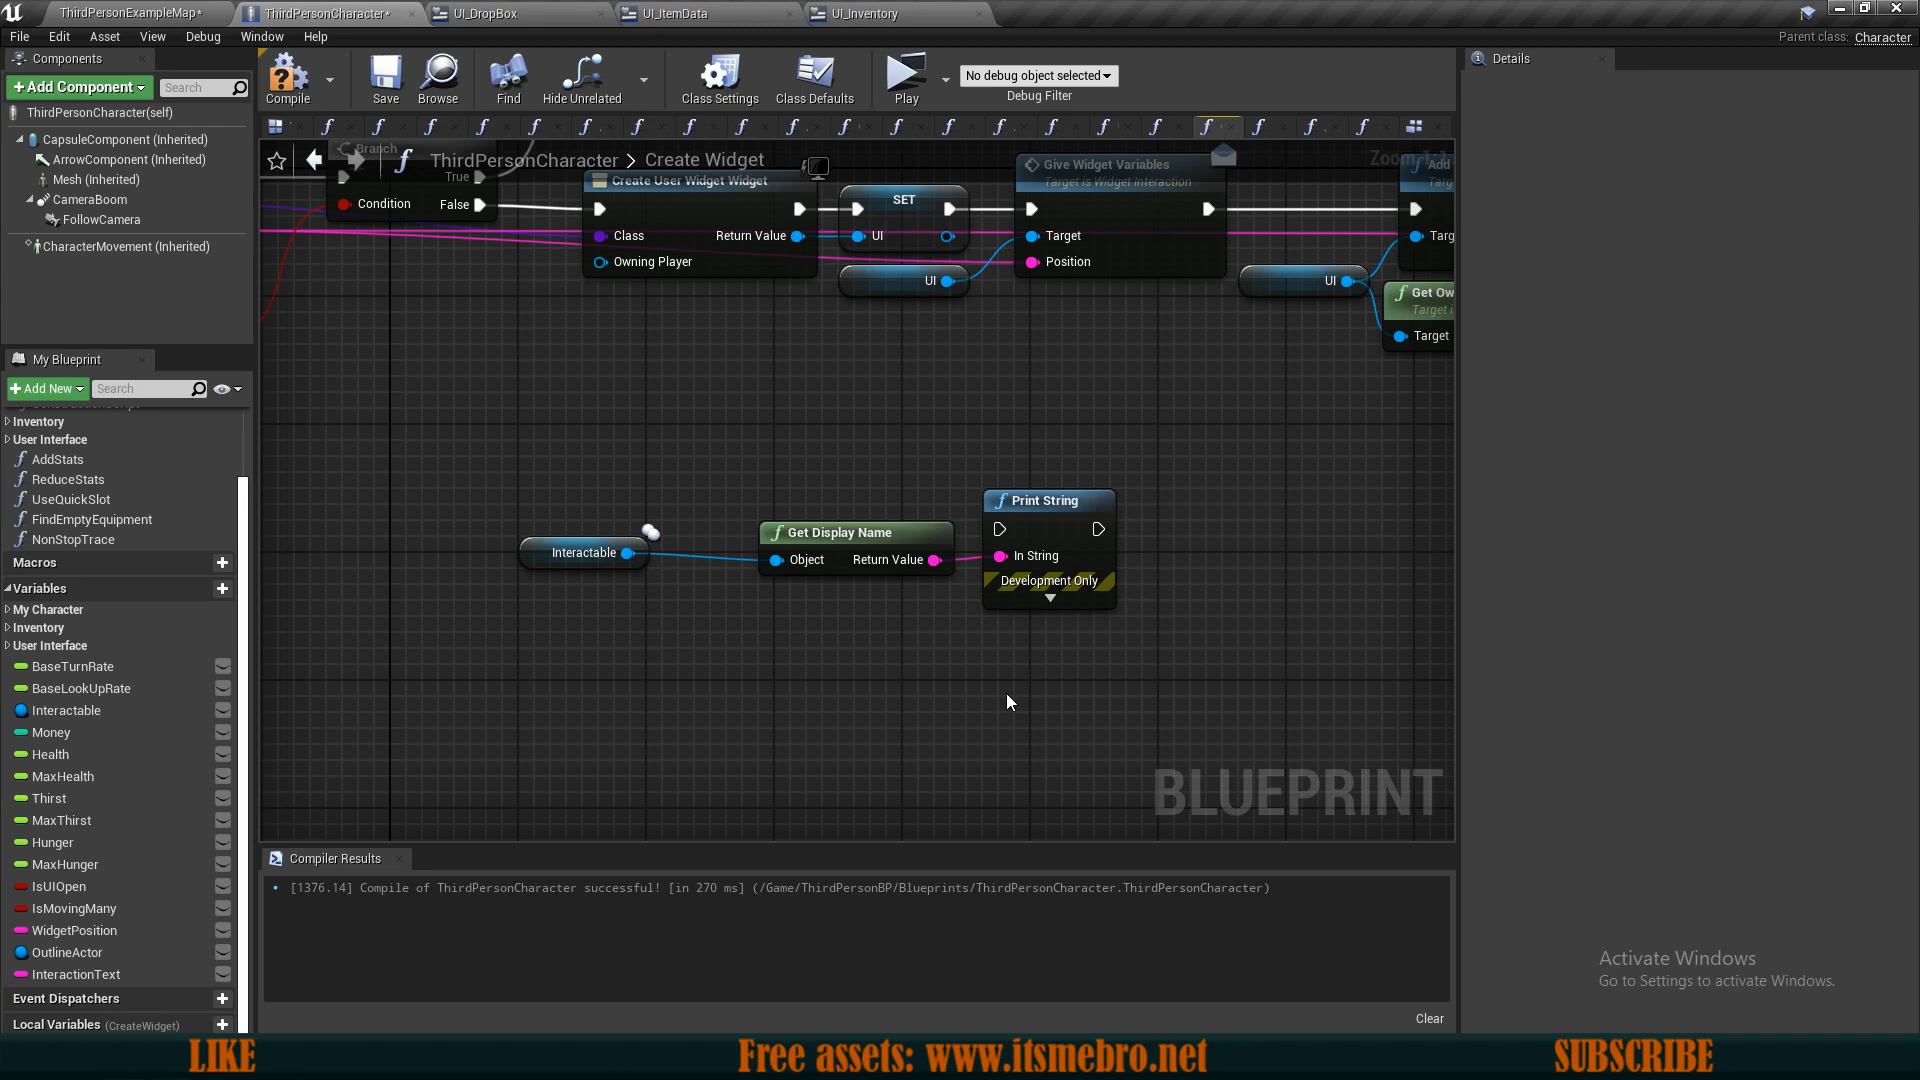 ThirdPersonExampleMap*
ThirdPersonCharacter*
UI_DropBox
UI_ItemData
UI_Inventory
File Edit Asset View Debug Window Help
Parent class: Character
Components
+Add Component
Search
ThirdPersonCharacter(self)
CapsuleComponent (Inherited)
ArrowComponent (Inherited)
Mesh (Inherited)
CameraBoom
FollowCamera
CharacterMovement (Inherited)
Compile
Save
Browse
Find
Hide Unrelated
Class Settings
Class Defaults
Play
No debug object selected
Debug Filter
Details
ThirdPersonCharacter > Create Widget
Zoom 1:1
Branch
True
Condition False
Create User Widget Widget
Class Return Value
Owning Player
SET
UI
UI
Give Widget Variables
Target is Widget Interaction
Target
Position
UI
Add
Targ
Targ
Get Ow
Target i
Target
Interactable
Get Display Name
Object Return Value
Print String
In String
Development Only
BLUEPRINT
My Blueprint
+Add New
Search
Inventory
User Interface
AddStats
ReduceStats
UseQuickSlot
FindEmptyEquipment
NonStopTrace
Macros
Variables
My Character
Inventory
User Interface
BaseTurnRate
BaseLookUpRate
Interactable
Money
Health
MaxHealth
Thirst
MaxThirst
Hunger
MaxHunger
IsUIOpen
IsMovingMany
WidgetPosition
OutlineActor
InteractionText
Event Dispatchers
Local Variables (CreateWidget)
Compiler Results
[1376.14] Compile of ThirdPersonCharacter successful! [in 270 ms] (/Game/ThirdPersonBP/Blueprints/ThirdPersonCharacter.ThirdPersonCharacter)
Clear
Activate Windows
Go to Settings to activate Windows.
LIKE
Free assets: www.itsmebro.net
SUBSCRIBE